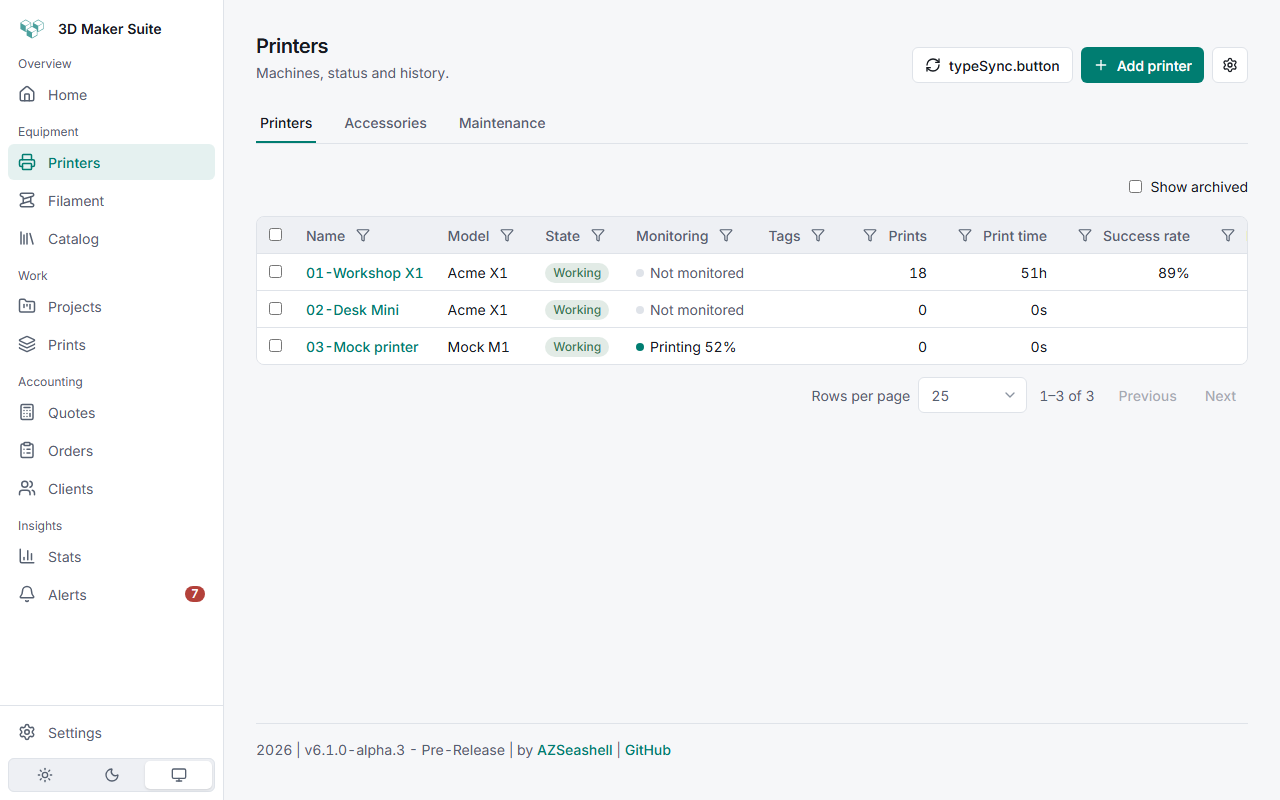 3D Maker Suite
Overview
Home
Equipment
Printers
Filament
Catalog
Work
Projects
Prints
Accounting
Quotes
Orders
Clients
Insights
Stats
Alerts 7
Settings
Printers
Machines, status and history.
typeSync.button
+ Add printer
Printers Accessories Maintenance
Show archived
Name Model State Monitoring Tags Prints Print time Success rate
01-Workshop X1 Acme X1 Working Not monitored 18 51h 89%
02-Desk Mini Acme X1 Working Not monitored 0 0s
03-Mock printer Mock M1 Working Printing 52% 0 0s
Rows per page 25 1–3 of 3 Previous Next
2026 | v6.1.0-alpha.3 - Pre-Release | by AZSeashell | GitHub